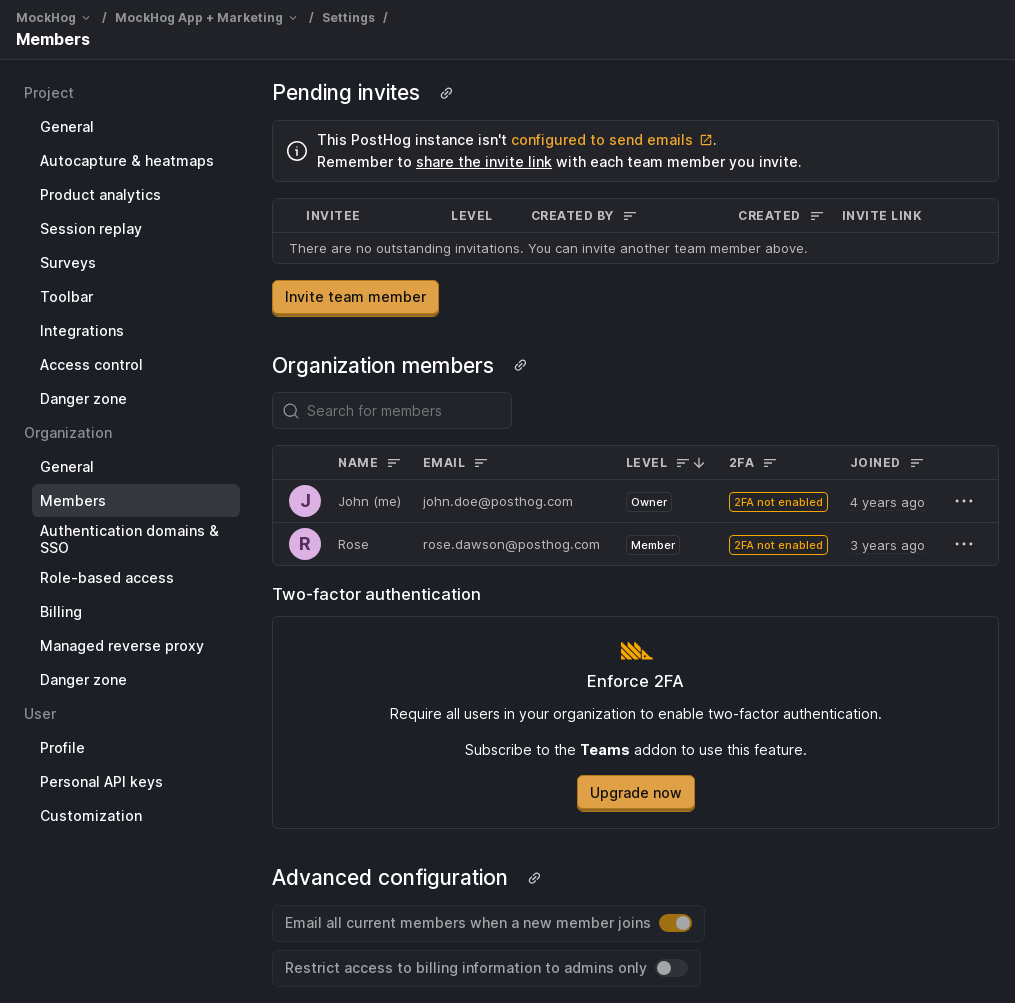 MockHog / MockHog App + Marketing / Settings /
Members
Project
General
Autocapture & heatmaps
Product analytics
Session replay
Surveys
Toolbar
Integrations
Access control
Danger zone
Organization
General
Members
Authentication domains &
SSO
Role-based access
Billing
Managed reverse proxy
Danger zone
User
Profile
Personal API keys
Customization
Pending invites
This PostHog instance isn't configured to send emails.
Remember to share the invite link with each team member you invite.
INVITEE LEVEL CREATED BY CREATED INVITE LINK
There are no outstanding invitations. You can invite another team member above.
Invite team member
Organization members
Search for members
NAME EMAIL LEVEL 2FA JOINED
J John (me) john.doe@posthog.com Owner 2FA not enabled 4 years ago
R Rose rose.dawson@posthog.com Member 2FA not enabled 3 years ago
Two-factor authentication
Enforce 2FA
Require all users in your organization to enable two-factor authentication.
Subscribe to the Teams addon to use this feature.
Upgrade now
Advanced configuration
Email all current members when a new member joins
Restrict access to billing information to admins only